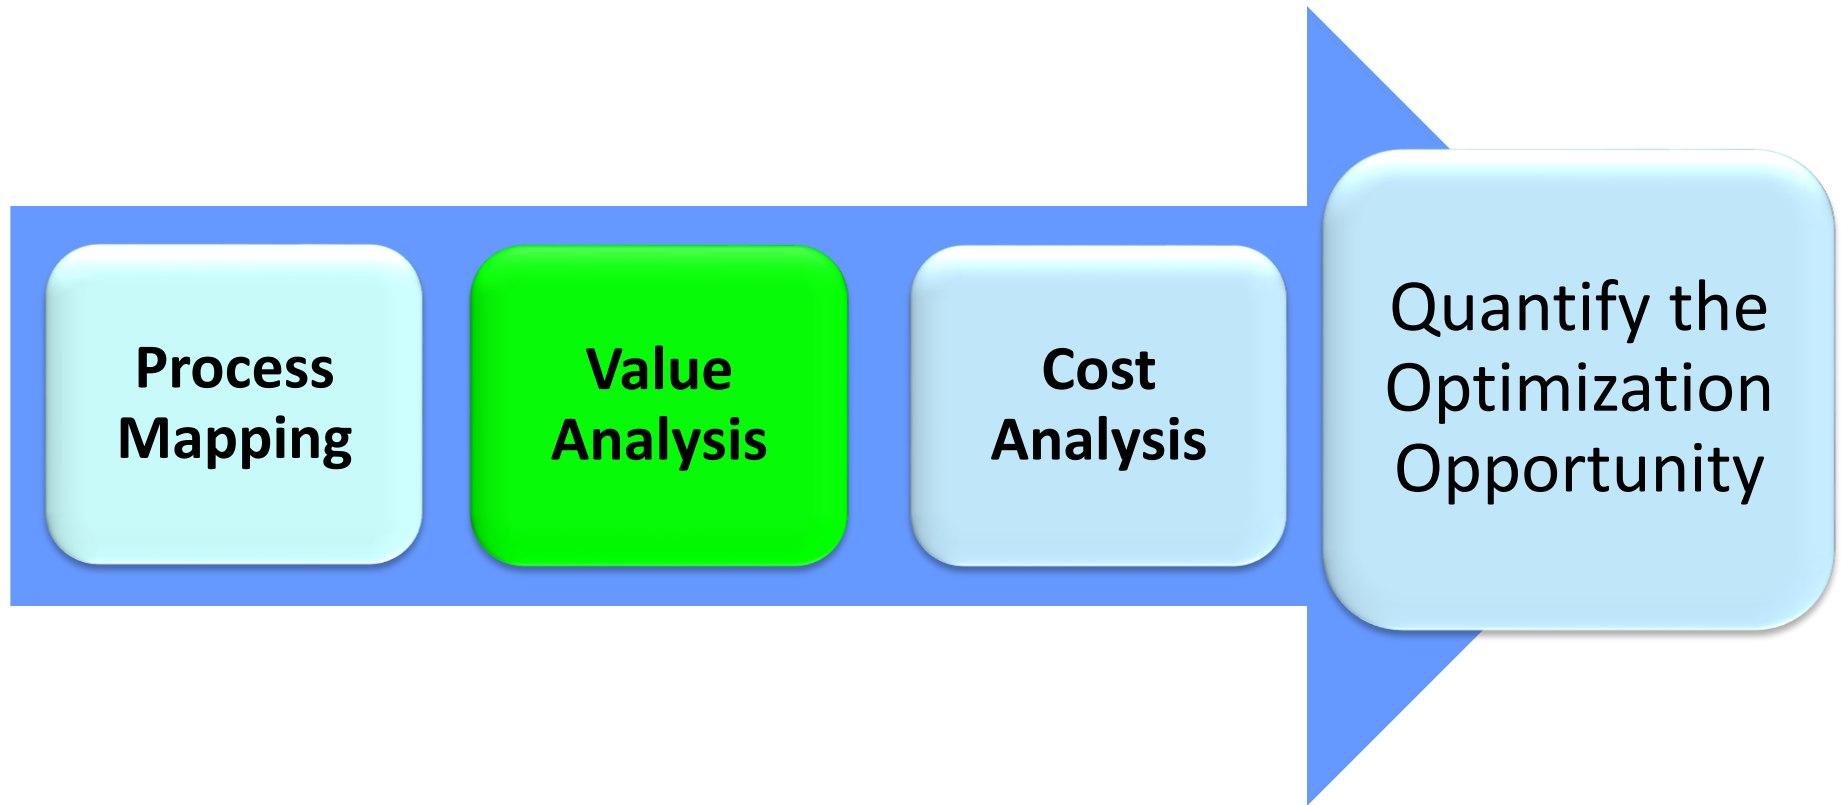 Process
Mapping
Value
Analysis
Cost
Analysis
Quantify the
Optimization
Opportunity